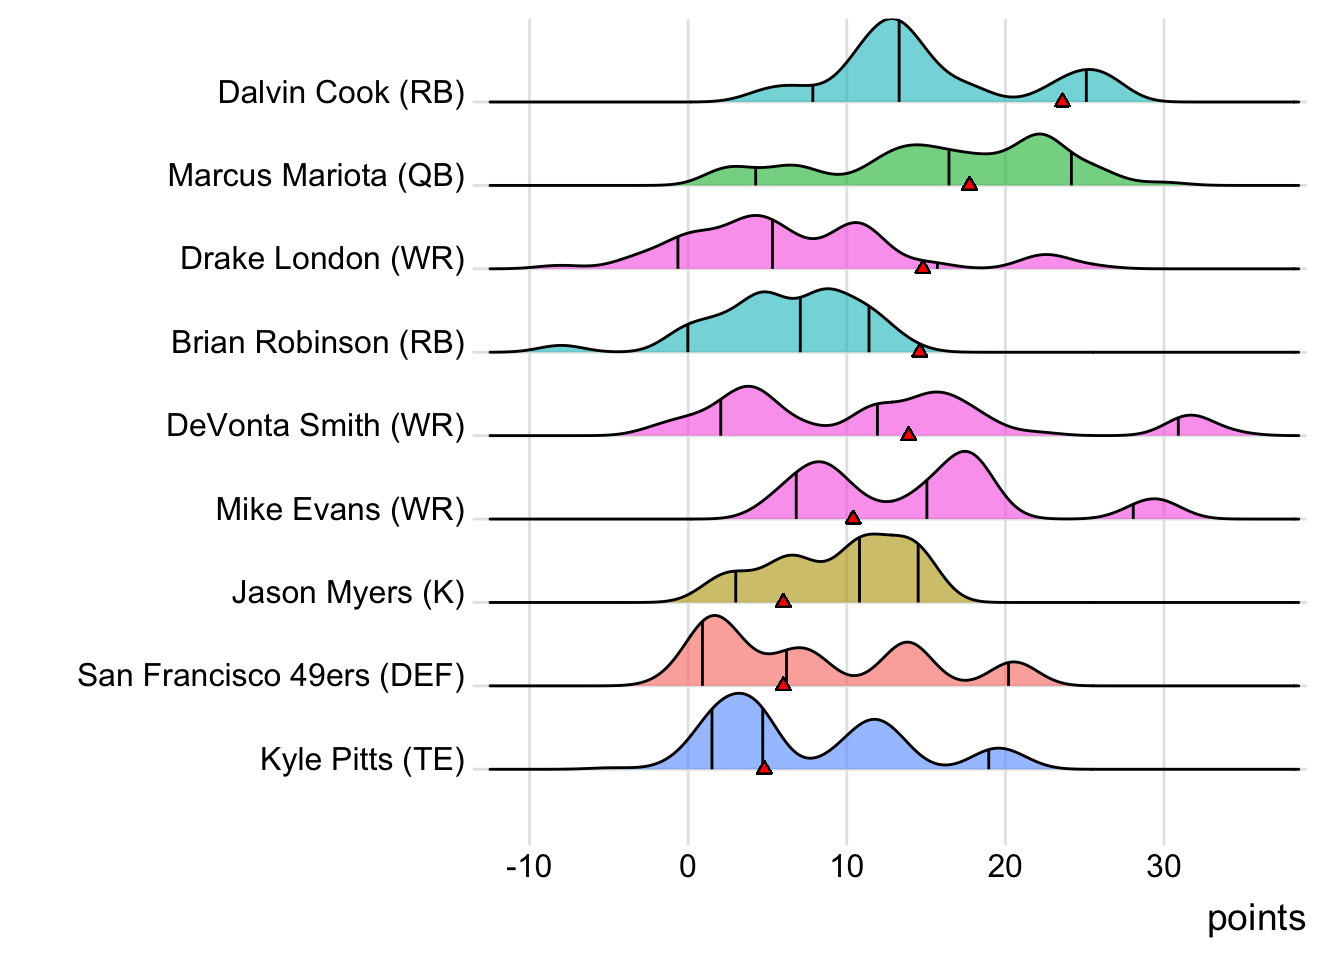 Dalvin Cook (RB)
Marcus Mariota (QB)
Drake London (WR)
Brian Robinson (RB)
DeVonta Smith (WR)
Mike Evans (WR)
Jason Myers (K)
San Francisco 49ers (DEF)
Kyle Pitts (TE)
-10 0 10 20 30
points